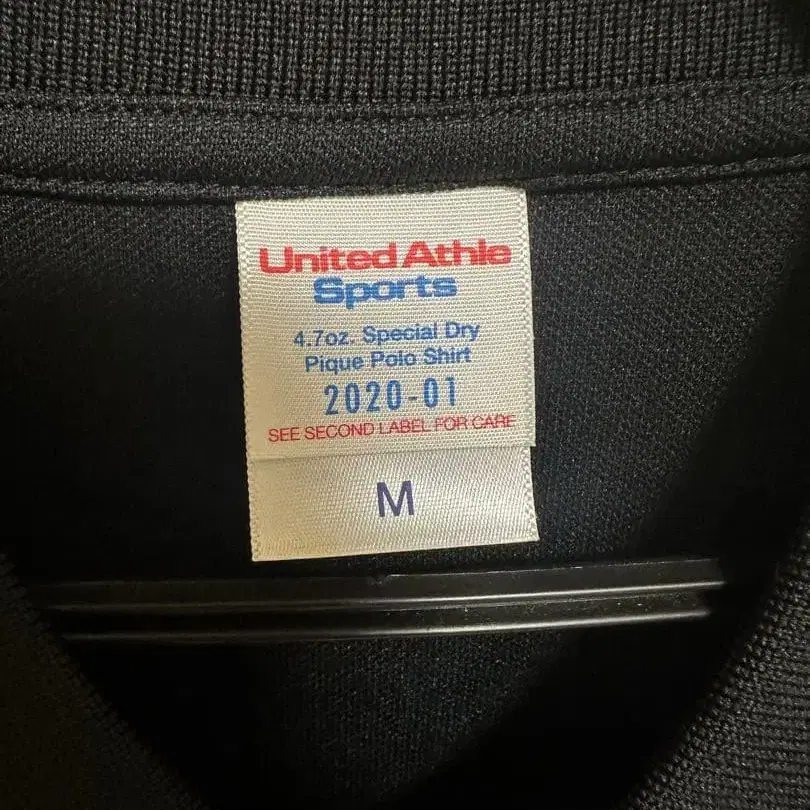 United Athle
Sports
4.7oz. Special Dry
Pique Polo Shirt
2020-01
SEE SECOND LABEL FOR CARE
M